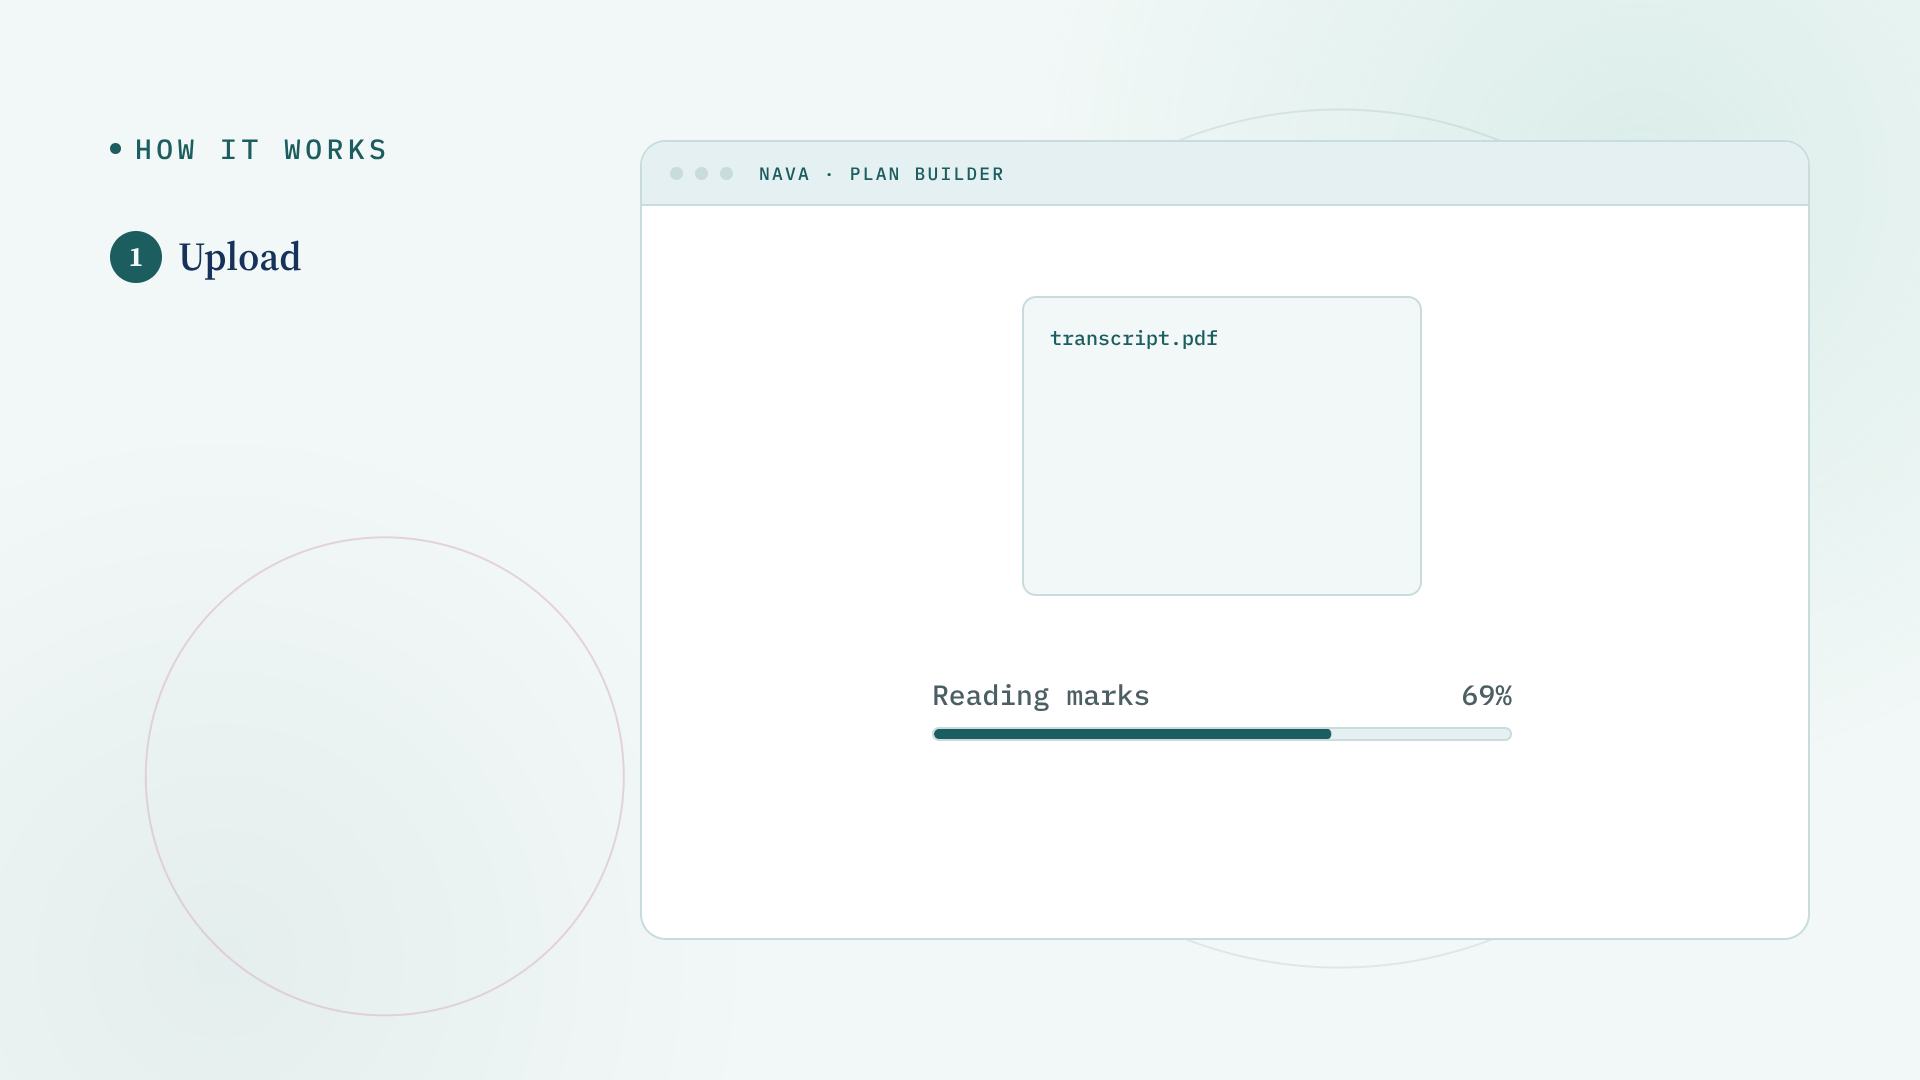 HOW IT WORKS
1 Upload
NAVA · PLAN BUILDER
transcript.pdf
Reading marks 69%